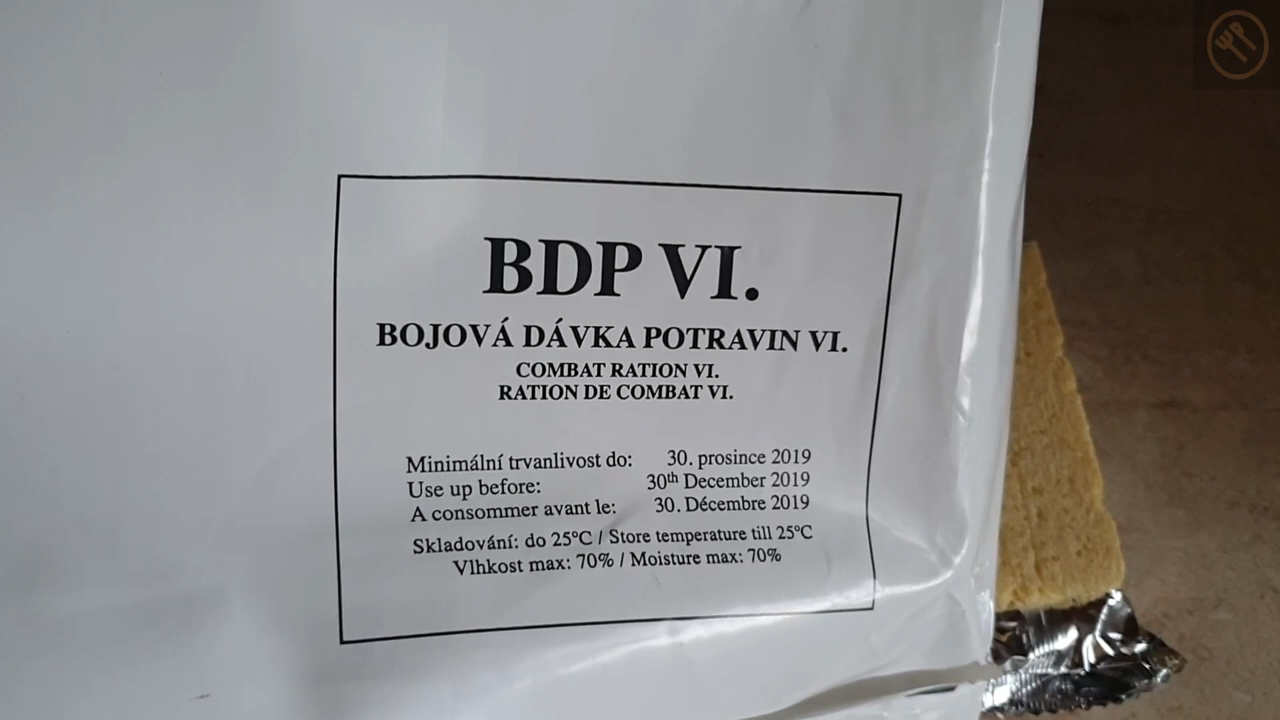 BDP VI.
BOJOVÁ DÁVKA POTRAVIN VI.
COMBAT RATION VI.
RATION DE COMBAT VI.
Minimální trvanlivost do: 30. prosince 2019
Use up before: 30th December 2019
A consommer avant le: 30. Décembre 2019
Skladování: do 25°C / Store temperature till 25°C
Vlhkost max: 70% / Moisture max: 70%